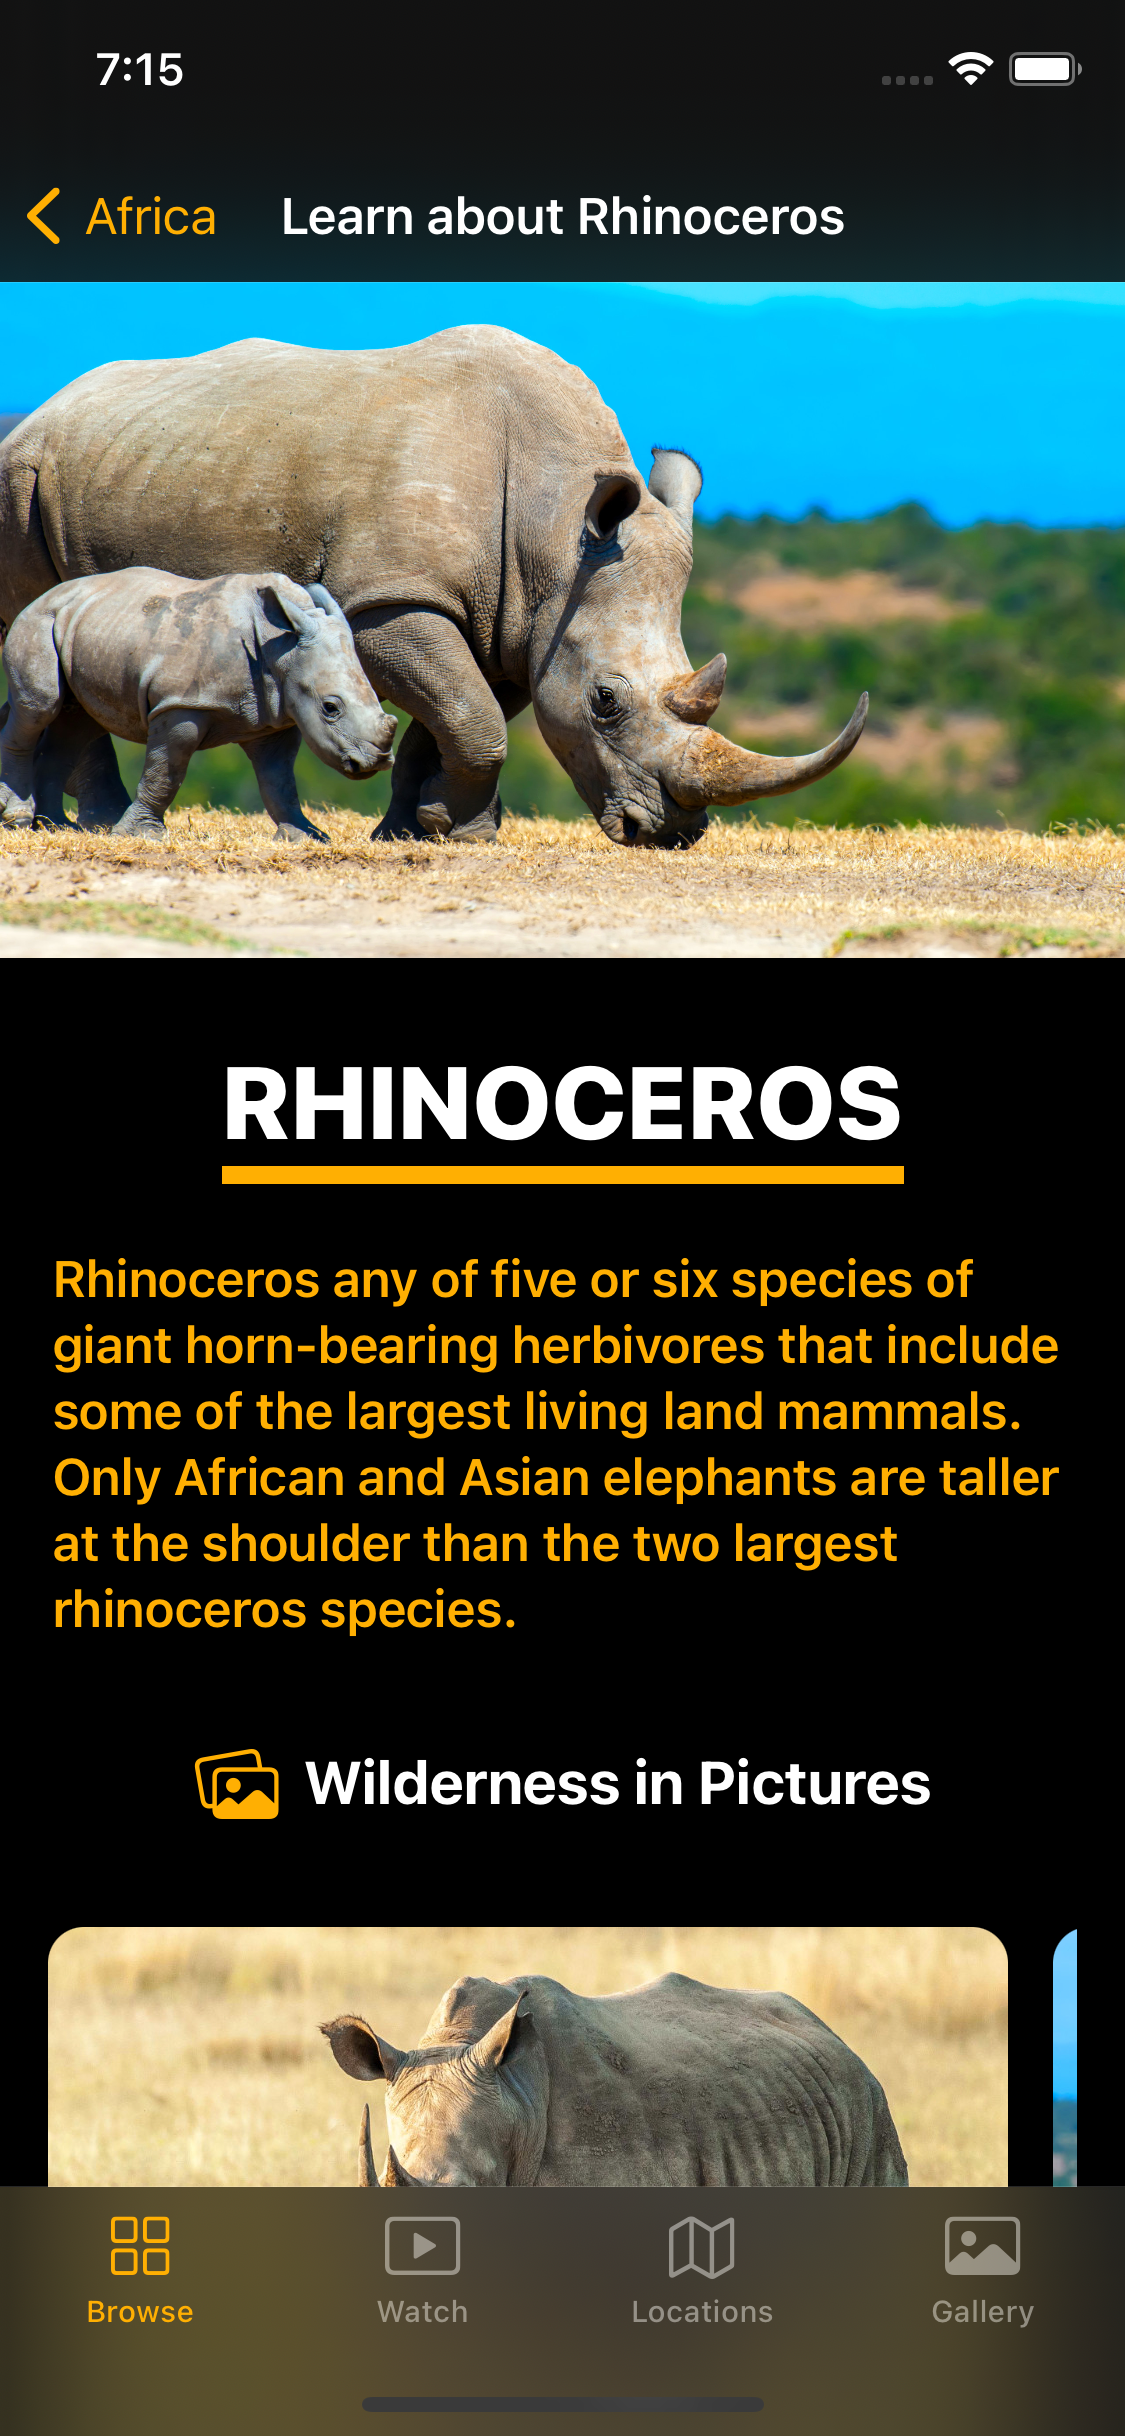 7:15
Africa
Learn about Rhinoceros
RHINOCEROS
Rhinoceros any of five or six species of
giant horn-bearing herbivores that include
some of the largest living land mammals.
Only African and Asian elephants are taller
at the shoulder than the two largest
rhinoceros species.
Wilderness in Pictures
Browse
Watch
Locations
Gallery